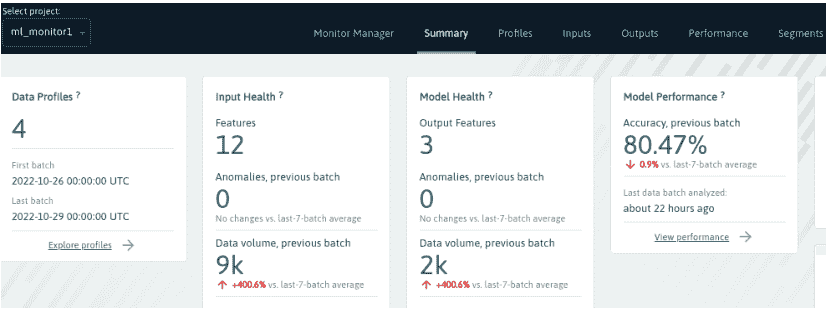 Select project:
ml_monitor1
Monitor Manager Summary Profiles Inputs Outputs Performance Segments
Data Profiles ?
4
First batch
2022-10-26 00:00:00 UTC
Last batch
2022-10-29 00:00:00 UTC
Explore profiles →
Input Health ?
Features
12
Anomalies, previous batch
0
No changes vs. last-7-batch average
Data volume, previous batch
9k
↑ +400.6% vs. last-7-batch average
Model Health ?
Output Features
3
Anomalies, previous batch
0
No changes vs. last-7-batch average
Data volume, previous batch
2k
↑ +400.6% vs. last-7-batch average
Model Performance ?
Accuracy, previous batch
80.47%
↓ 0.9% vs. last-7-batch average
Last data batch analyzed:
about 22 hours ago
View performance →